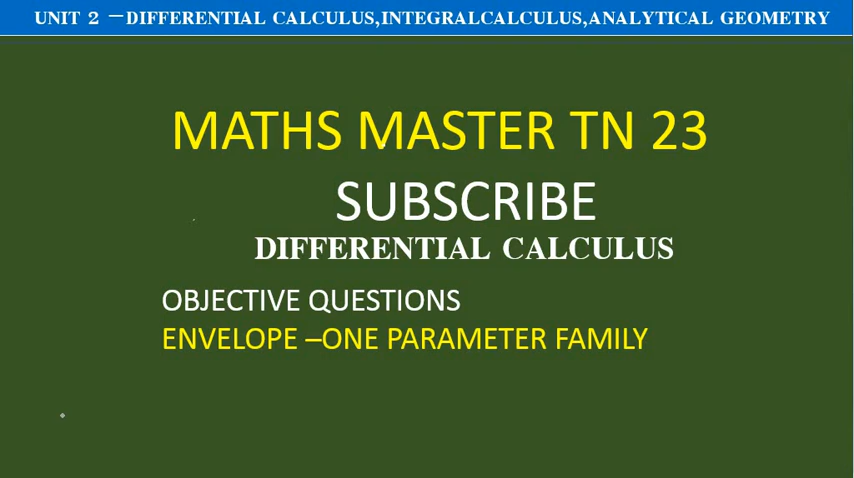 UNIT 2 —DIFFERENTIAL CALCULUS,INTEGRALCALCULUS,ANALYTICAL GEOMETRY
MATHS MASTER TN 23
SUBSCRIBE
DIFFERENTIAL CALCULUS
OBJECTIVE QUESTIONS
ENVELOPE –ONE PARAMETER FAMILY